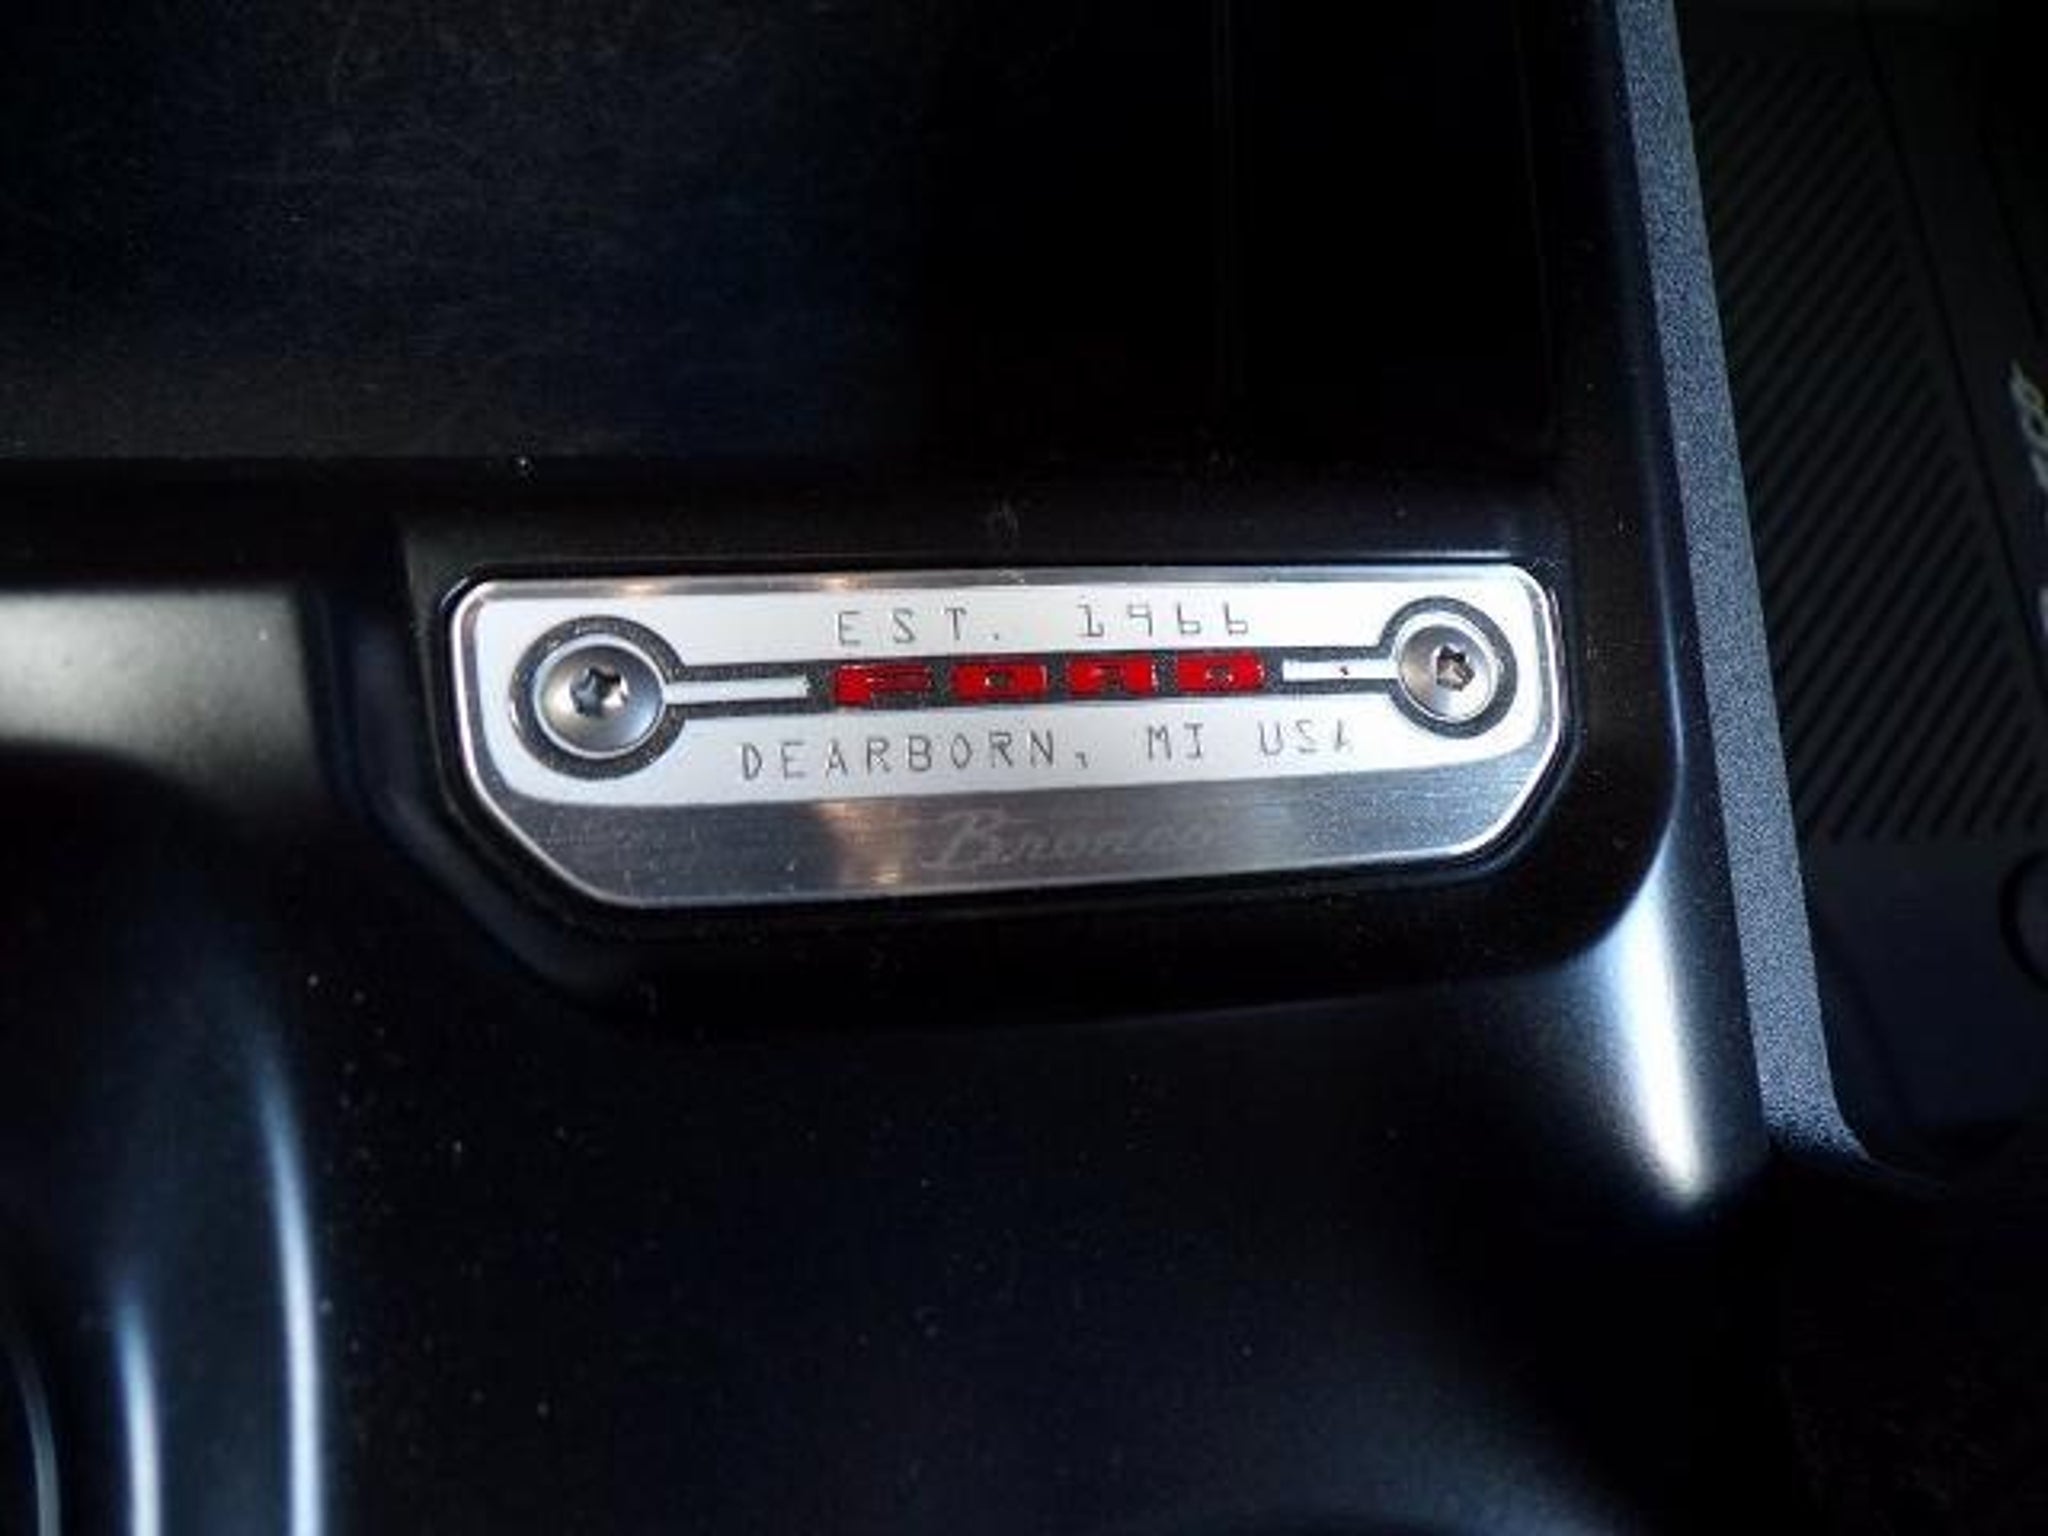 EST. 1966
FORD
DEARBORN, MI USA
Bronco